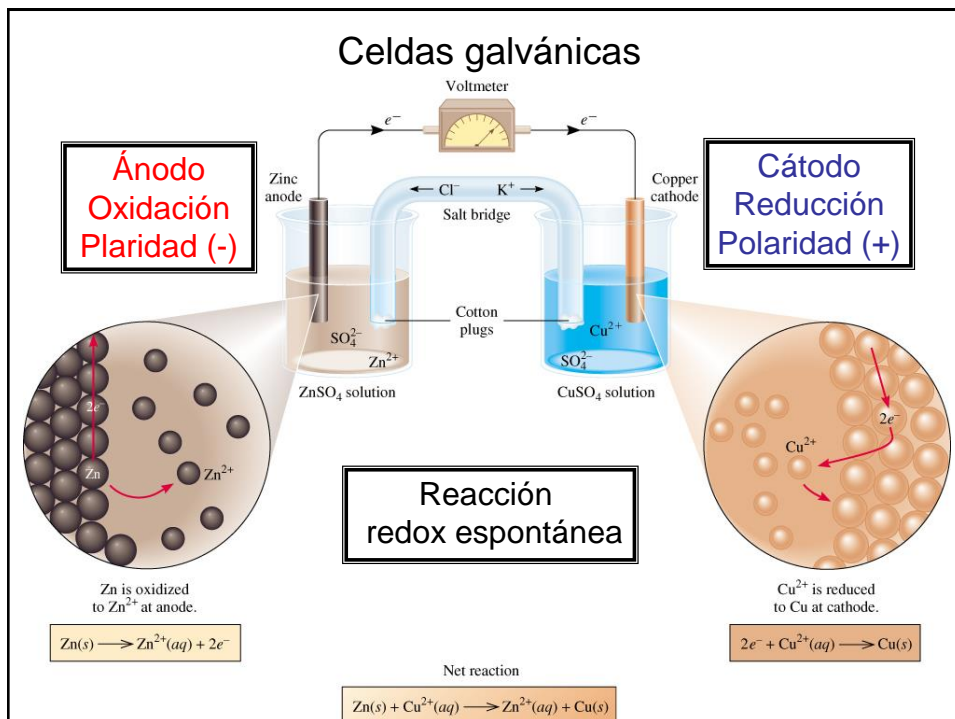 Celdas galvánicas
Voltmeter
e⁻
e⁻
Ánodo
Oxidación
Plaridad (-)
Zinc
anode
Cl⁻
K⁺
Salt bridge
Copper
cathode
Cátodo
Reducción
Polaridad (+)
Cotton
plugs
SO₄²⁻
Zn²⁺
Cu²⁺
SO₄²⁻
ZnSO₄ solution
CuSO₄ solution
2e⁻
Zn
Zn²⁺
2e⁻
Cu²⁺
Reacción
redox espontánea
Zn is oxidized
to Zn²⁺ at anode.
Zn(s) ⟶ Zn²⁺(aq) + 2e⁻
Cu²⁺ is reduced
to Cu at cathode.
2e⁻ + Cu²⁺(aq) ⟶ Cu(s)
Net reaction
Zn(s) + Cu²⁺(aq) ⟶ Zn²⁺(aq) + Cu(s)